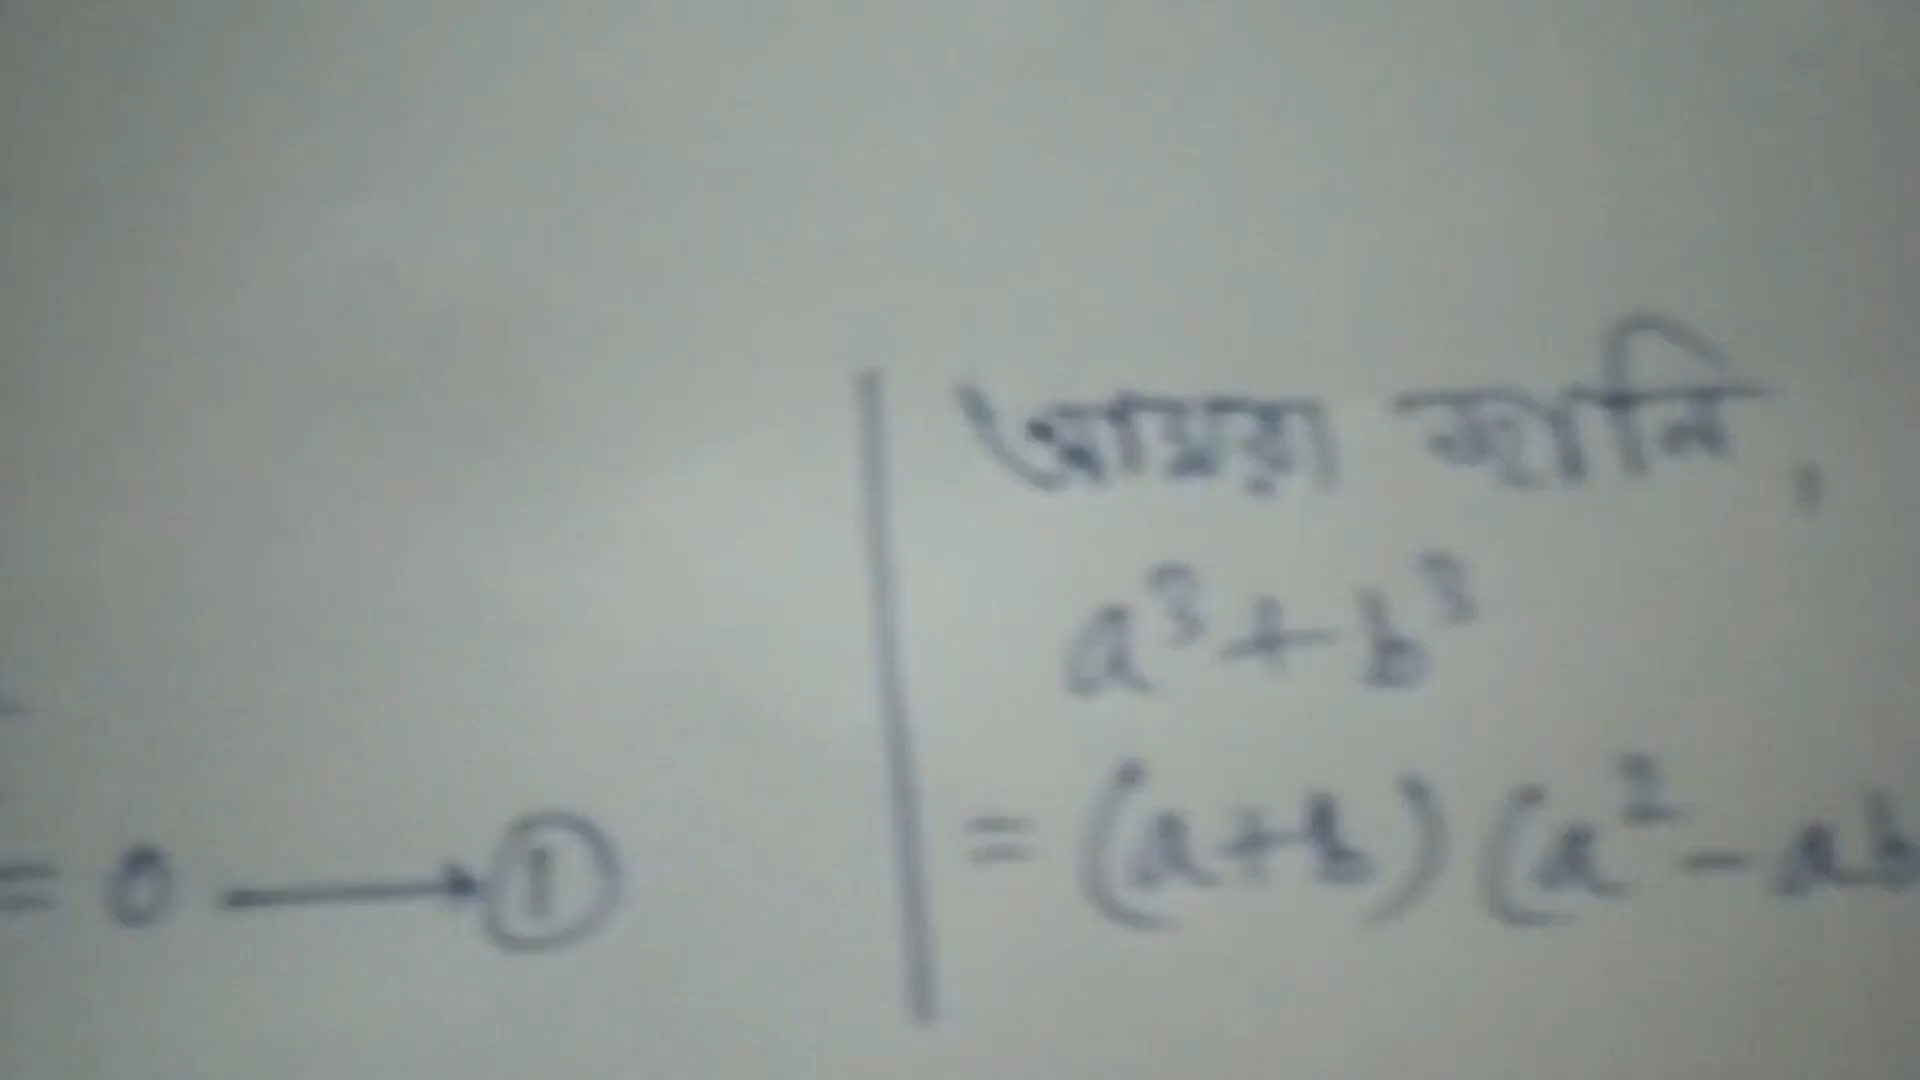 = 0 → ①
আমরা জানি,
a³ + b³
= (a+b) (a² - ab